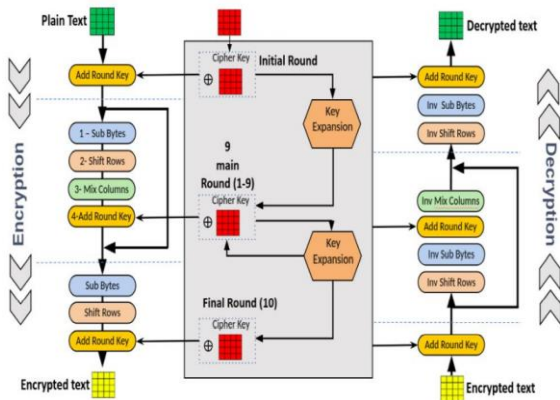 Plain Text
Add Round Key
1 – Sub Bytes
2- Shift Rows
3- Mix Columns
4-Add Round Key
Sub Bytes
Shift Rows
Add Round Key
Encrypted text
Encryption
Cipher Key
⊕
Initial Round
Key
Expansion
9
main
Round (1-9)
Cipher Key
⊕
Key
Expansion
Final Round (10)
Cipher Key
⊕
Decrypted text
Add Round Key
Inv Sub Bytes
Inv Shift Rows
Inv Mix Columns
Add Round Key
Inv Sub Bytes
Inv Shift Rows
Add Round Key
Encrypted text
Decryption